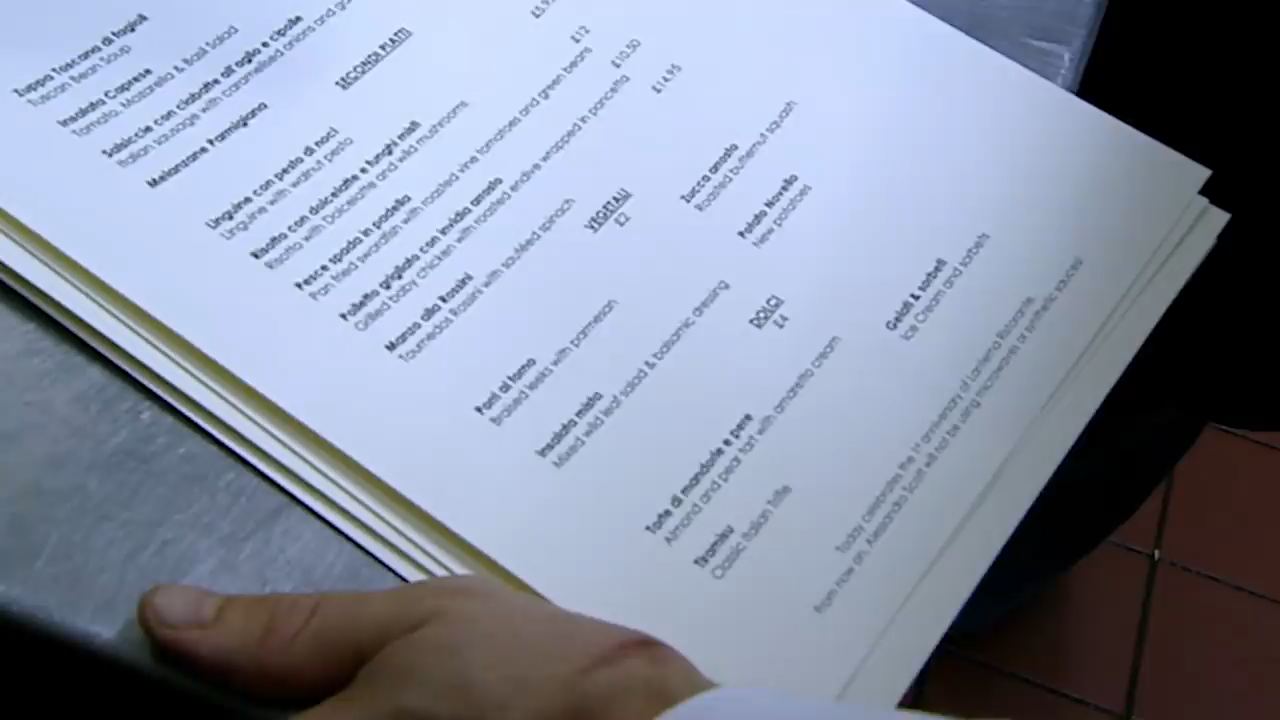 Zuppa Toscana di fagioli
Tuscan Bean Soup
Insalata Caprese
Tomato, Mozzarella & Basil Salad
Salsiccie con ciabatte all'aglio e cipolle
Italian sausage with caramelised onions and
Melanzane Parmigiana
£5.95
SECONDI PIATTI
Linguine con pesto di noci
Linguine with walnut pesto
Risotto con dolcelatte e funghi misti
Risotto with Dolcelatte and wild mushrooms
£12
Pesce spada in padella
Pan fried swordfish with roasted vine tomatoes and green beans
£10.50
Polletto grigliato con invidia arrosto
Grilled baby chicken with roasted endive wrapped in pancetta
£14.95
Manzo alla Rossini
Tournedos Rossini with sautéed spinach
VEGETALI
£2
Zucca arrosto
Roasted butternut squash
Patata Novella
New potatoes
Porri al forno
Braised leeks with parmesan
Insalata mista
Mixed wild leaf salad & balsamic dressing
DOLCI
£4
Gelati & sorbetti
Ice Cream and sorbets
Torte di mandorle e pere
Almond and pear tart with amaretto cream
Tiramisu
Classic Italian Trifle
Today celebrates the 1st anniversary of Lanterna Ristorante.
From now on, Alessandro Scott will not be using microwaves or synthetic sauces!